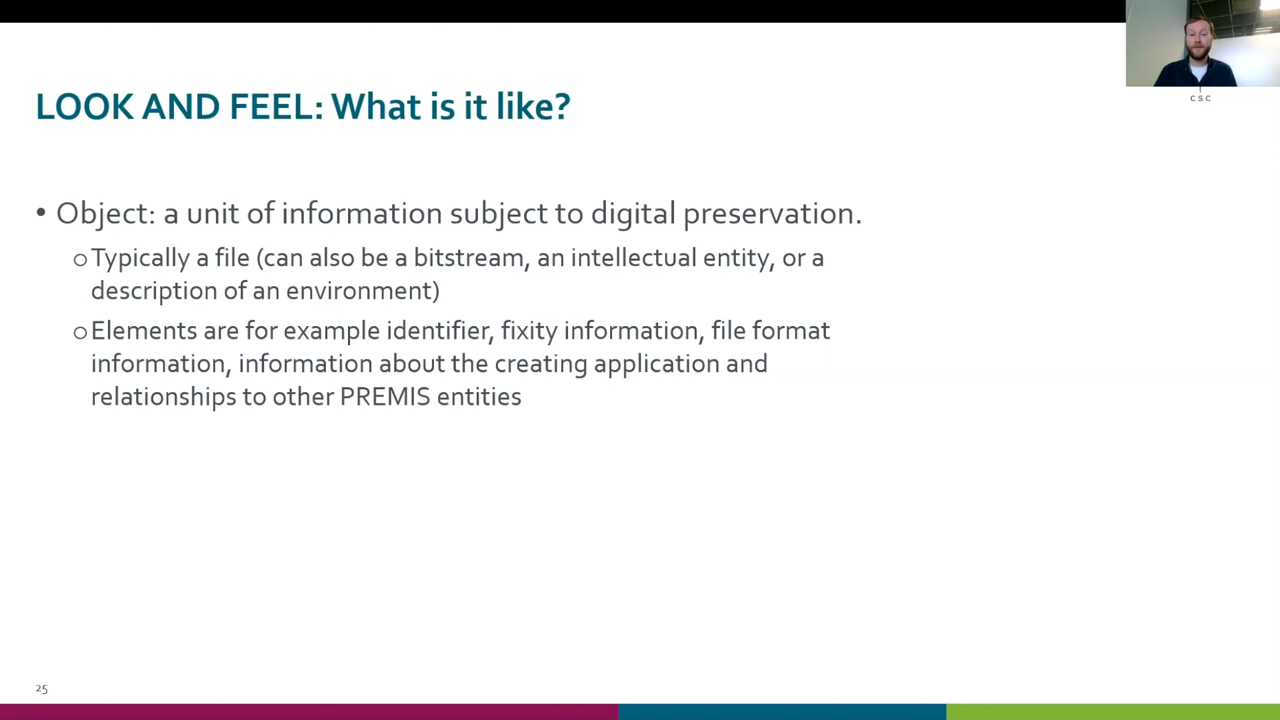 CSC
LOOK AND FEEL: What is it like?
• Object: a unit of information subject to digital preservation.
o Typically a file (can also be a bitstream, an intellectual entity, or a
description of an environment)
o Elements are for example identifier, fixity information, file format
information, information about the creating application and
relationships to other PREMIS entities
25